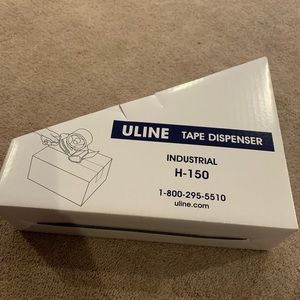 ULINE TAPE DISPENSER
INDUSTRIAL
H-150
1-800-295-5510
uline.com